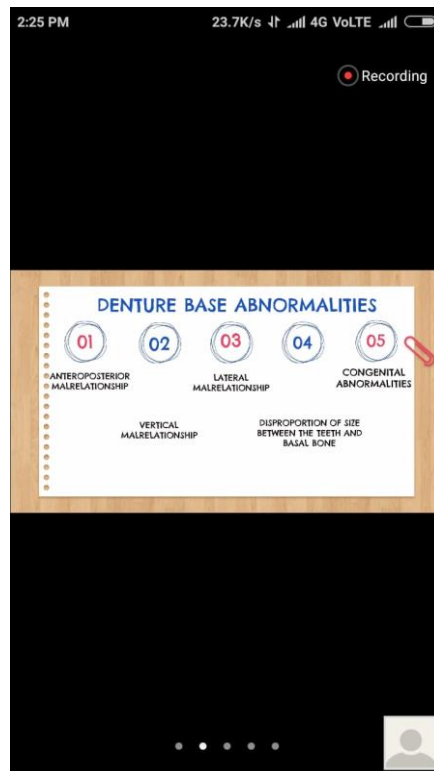 2:25 PM
23.7K/s 4G VoLTE
Recording
DENTURE BASE ABNORMALITIES
01
02
03
04
05
ANTEROPOSTERIOR
MALRELATIONSHIP
VERTICAL
MALRELATIONSHIP
LATERAL
MALRELATIONSHIP
DISPROPORTION OF SIZE
BETWEEN THE TEETH AND
BASAL BONE
CONGENITAL
ABNORMALITIES